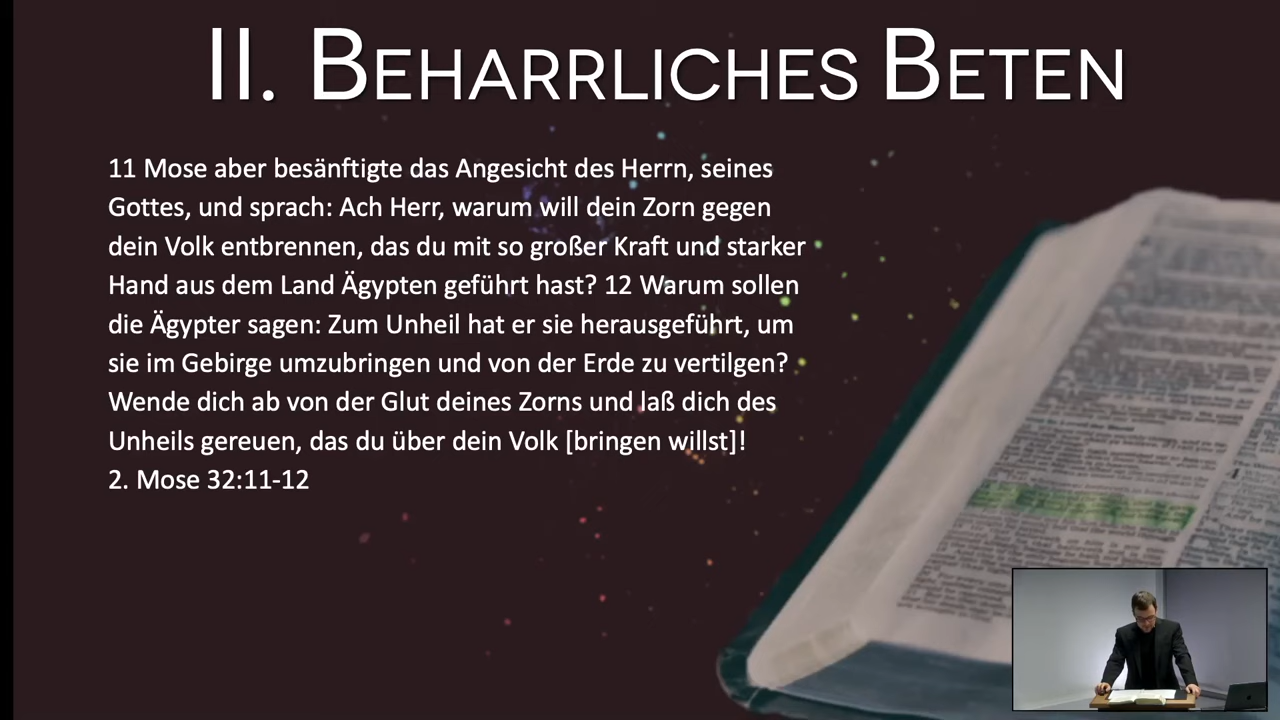 II. BEHARRLICHES BETEN
11 Mose aber besänftigte das Angesicht des Herrn, seines
Gottes, und sprach: Ach Herr, warum will dein Zorn gegen
dein Volk entbrennen, das du mit so großer Kraft und starker
Hand aus dem Land Ägypten geführt hast? 12 Warum sollen
die Ägypter sagen: Zum Unheil hat er sie herausgeführt, um
sie im Gebirge umzubringen und von der Erde zu vertilgen?
Wende dich ab von der Glut deines Zorns und laß dich des
Unheils gereuen, das du über dein Volk [bringen willst]!
2. Mose 32:11-12